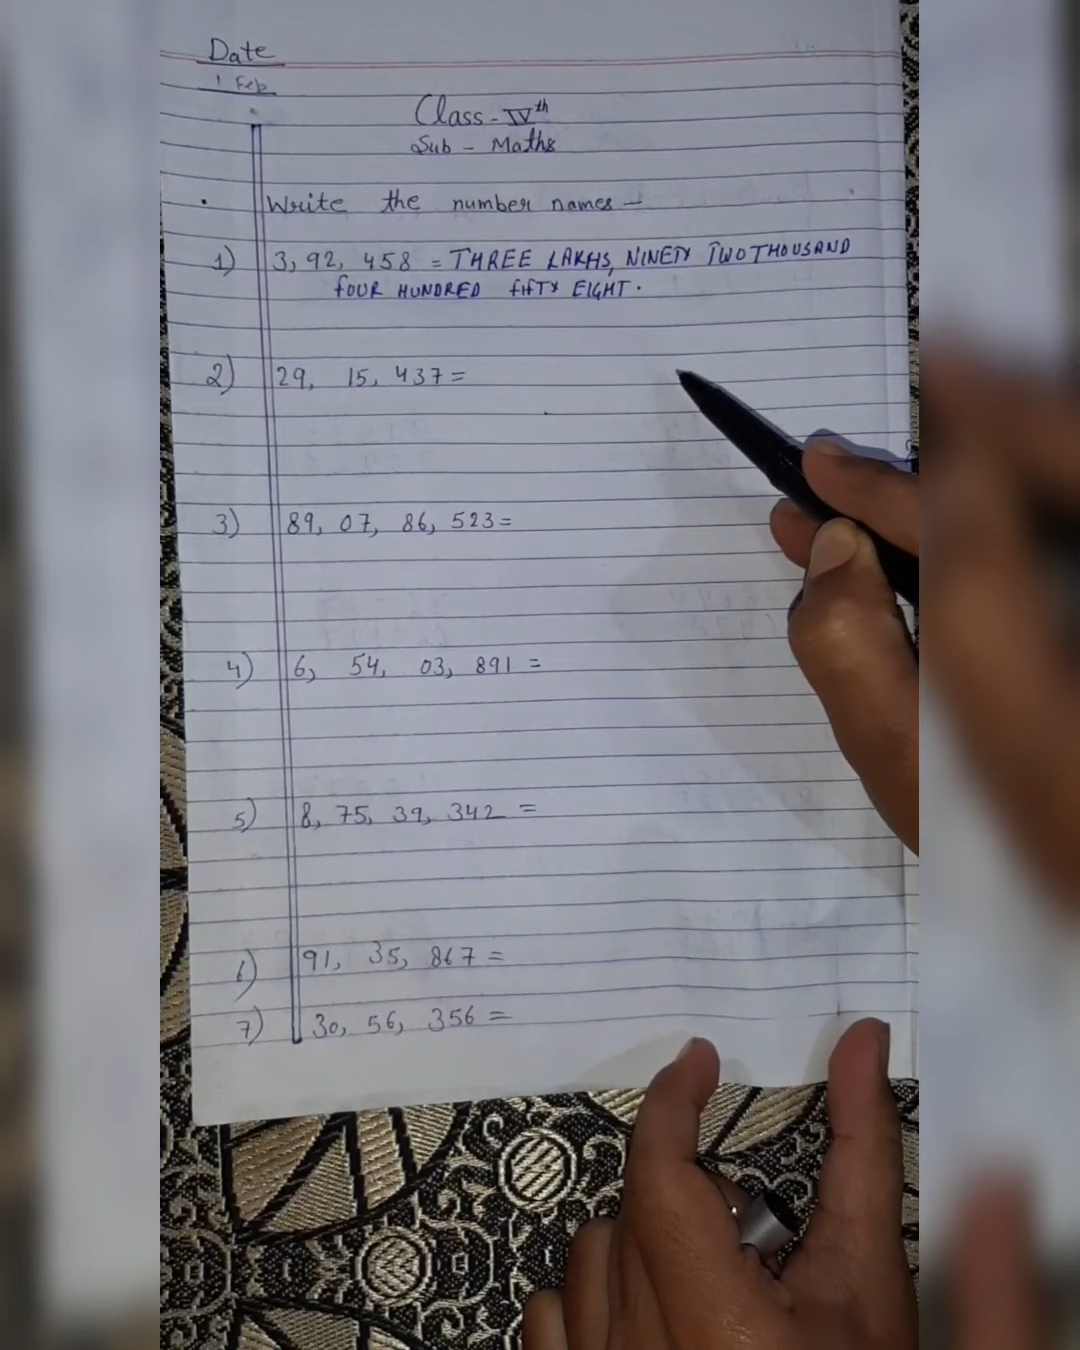 Date
1 Feb
Class - IVth
Sub - Maths
Write the number names -
1) 3, 92, 458 = THREE LAKHS, NINETY TWO THOUSAND
FOUR HUNDRED FIFTY EIGHT.
2) 29, 15, 437 =
3) 89, 07, 86, 523 =
4) 6, 54, 03, 891 =
5) 8, 75, 39, 342 =
6) 91, 35, 867 =
7) 30, 56, 356 =